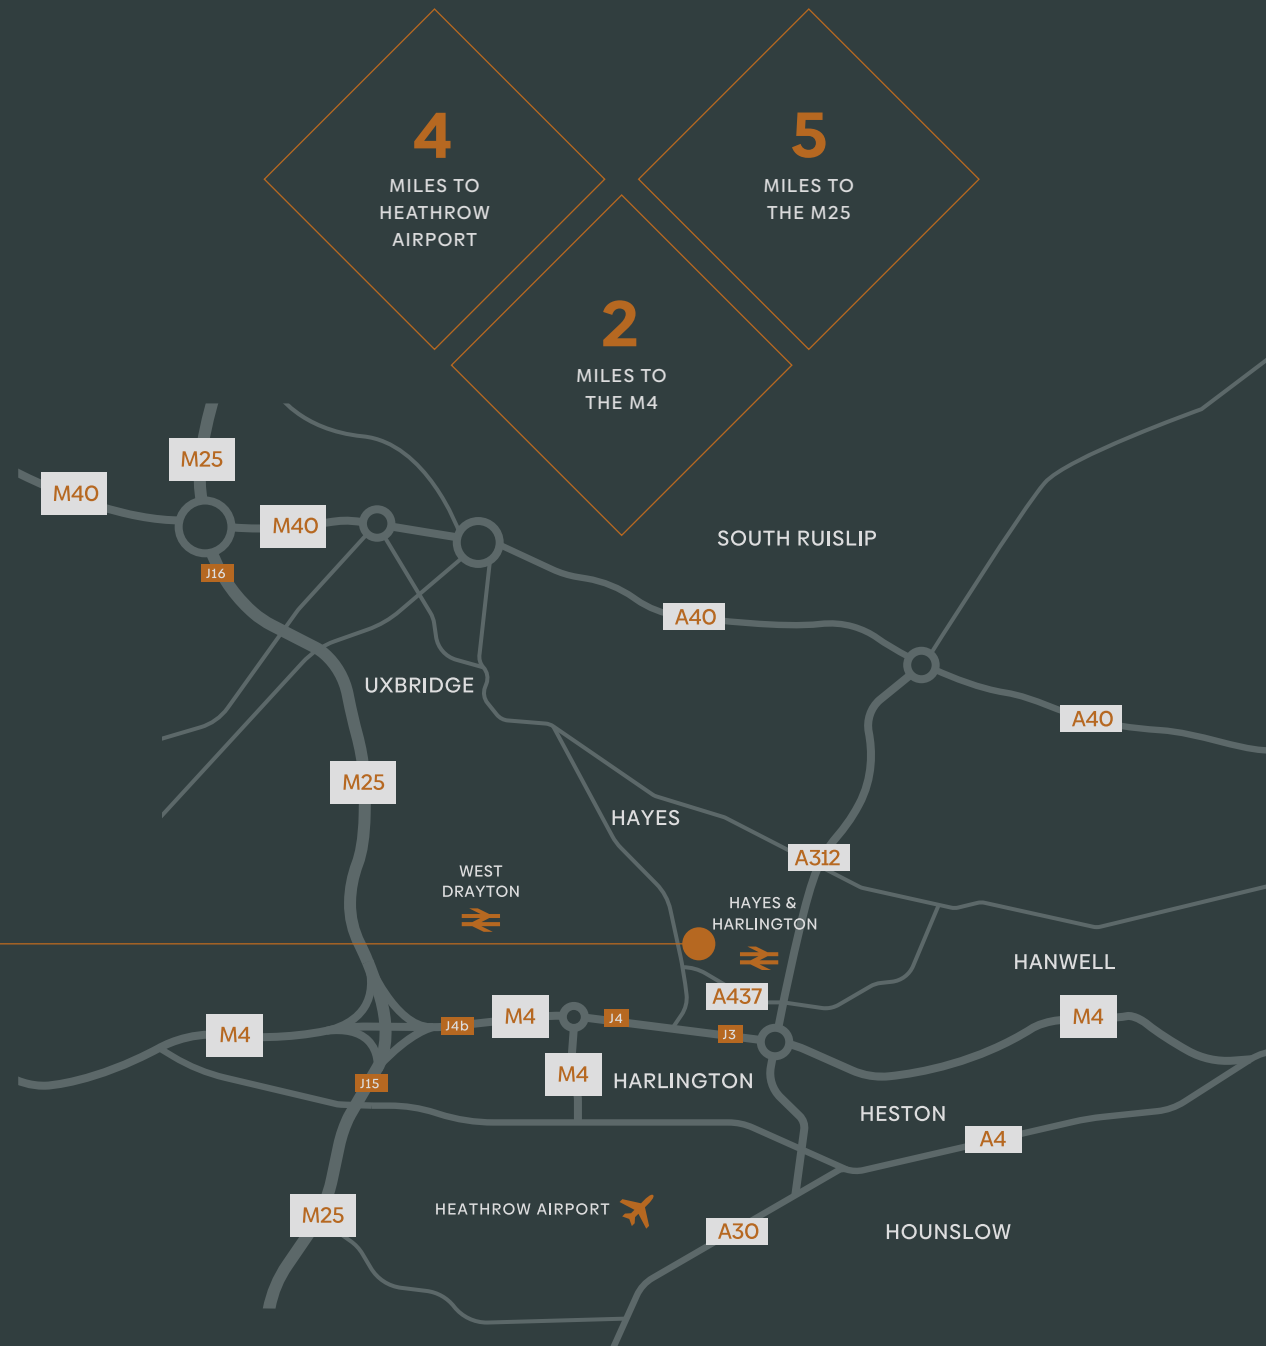 4
MILES TO
HEATHROW
AIRPORT
5
MILES TO
THE M25
2
MILES TO
THE M4
M25
M40
M40
J16
SOUTH RUISLIP
A40
UXBRIDGE
A40
M25
HAYES
A312
WEST
DRAYTON
HAYES &
HARLINGTON
HANWELL
A437
M4
M4
J4
M4
J4b
J3
M4
HARLINGTON
J15
HESTON
A4
M25
HEATHROW AIRPORT
A30
HOUNSLOW